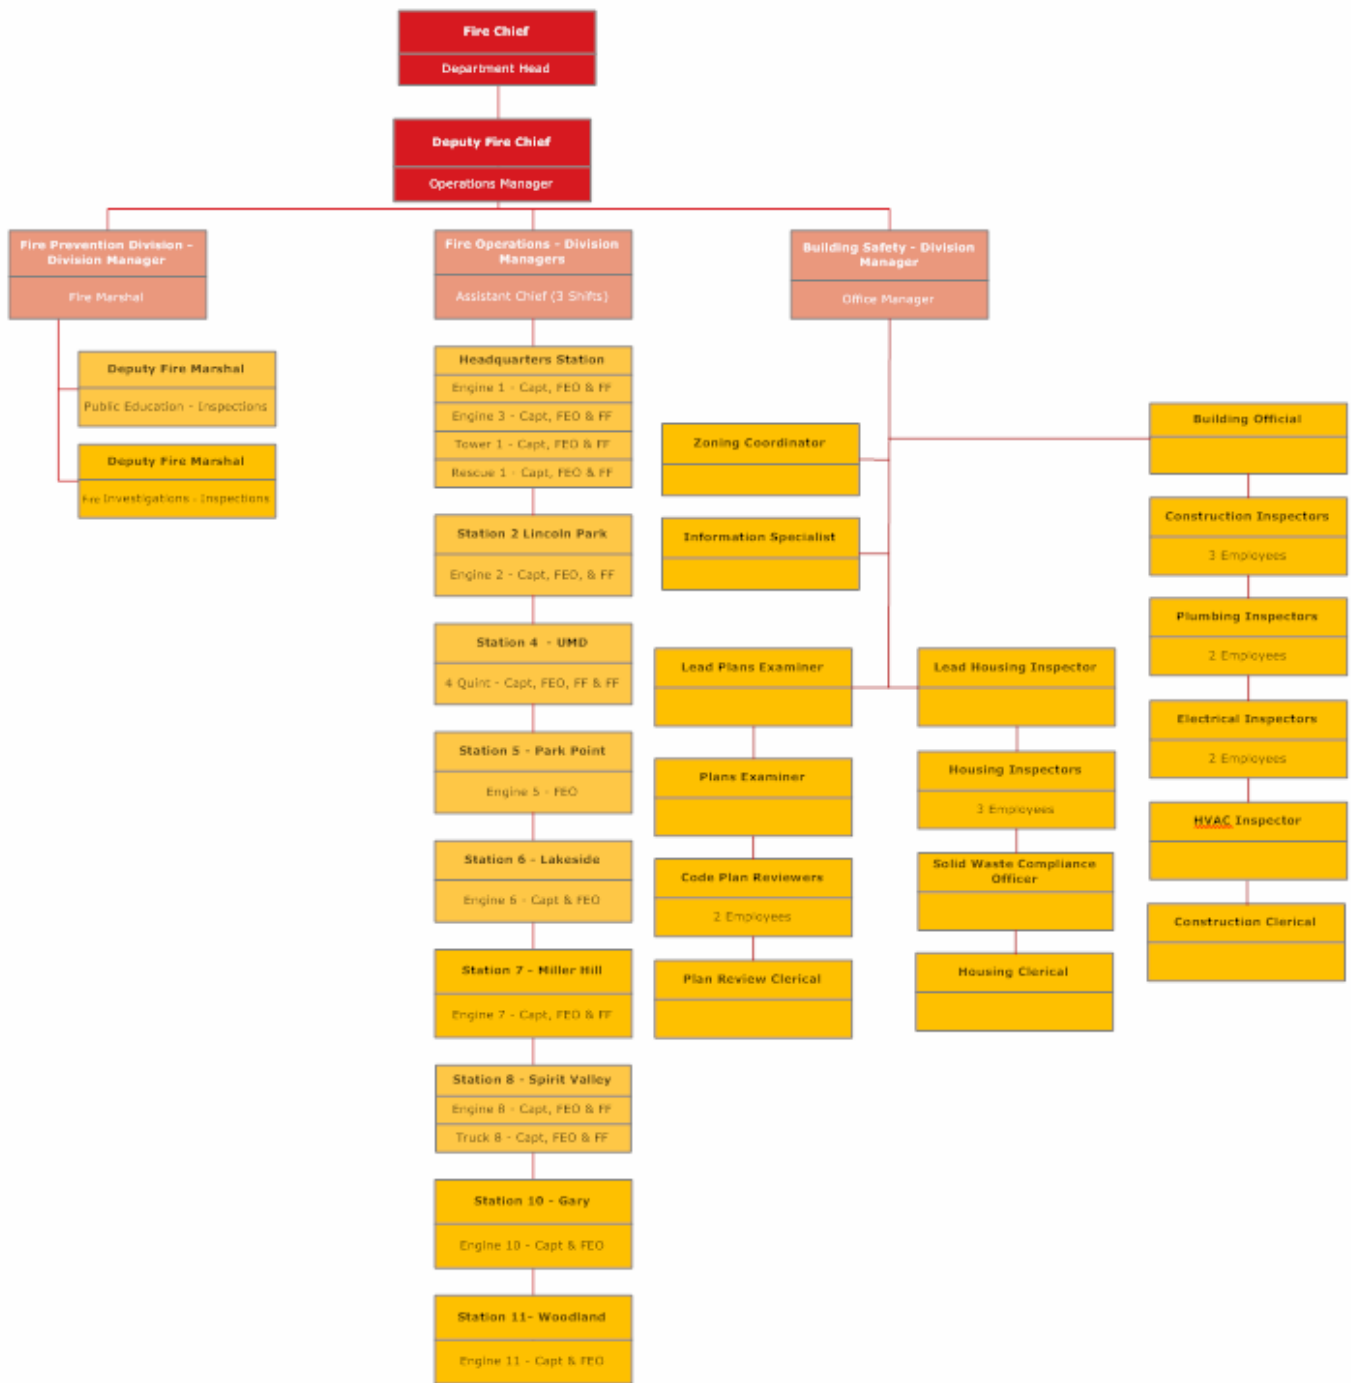 Fire Chief
Department Head
Deputy Fire Chief
Operations Manager
Fire Prevention Division -
Division Manager
Fire Marshal
Deputy Fire Marshal
Public Education - Inspections
Deputy Fire Marshal
Fire Investigations - Inspections
Fire Operations - Division
Managers
Assistant Chief (3 Shifts)
Headquarters Station
Engine 1 - Capt, FEO & FF
Engine 3 - Capt, FEO & FF
Tower 1 - Capt, FEO & FF
Rescue 1 - Capt, FEO & FF
Station 2 Lincoln Park
Engine 2 - Capt, FEO, & FF
Station 4 - UMD
4 Quint - Capt, FEO, FF & FF
Station 5 - Park Point
Engine 5 - FEO
Station 6 - Lakeside
Engine 6 - Capt & FEO
Station 7 - Miller Hill
Engine 7 - Capt, FEO & FF
Station 8 - Spirit Valley
Engine 8 - Capt, FEO & FF
Truck 8 - Capt, FEO & FF
Station 10 - Gary
Engine 10 - Capt & FEO
Station 11- Woodland
Engine 11 - Capt & FEO
Building Safety - Division
Manager
Office Manager
Zoning Coordinator
Information Specialist
Lead Plans Examiner
Plans Examiner
Code Plan Reviewers
2 Employees
Plan Review Clerical
Lead Housing Inspector
Housing Inspectors
3 Employees
Solid Waste Compliance
Officer
Housing Clerical
Building Official
Construction Inspectors
3 Employees
Plumbing Inspectors
2 Employees
Electrical Inspectors
2 Employees
HVAC Inspector
Construction Clerical